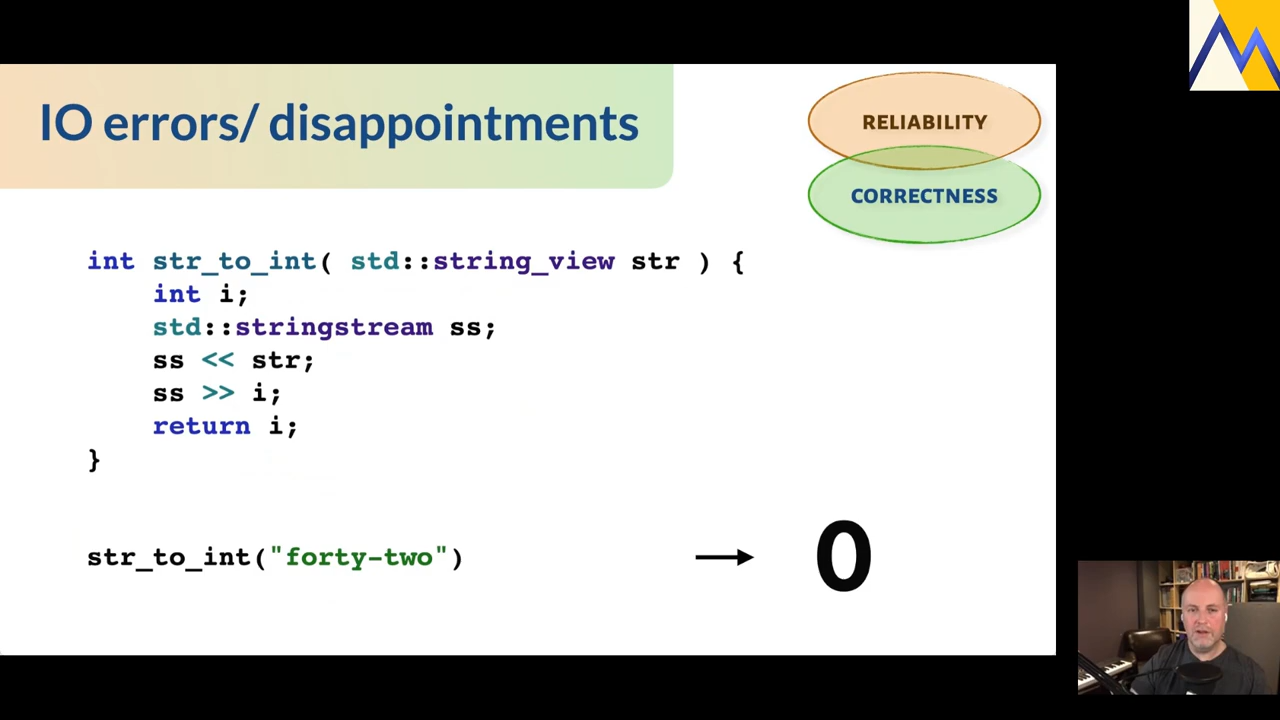 IO errors/ disappointments
RELIABILITY
CORRECTNESS
int str_to_int( std::string_view str ) {
    int i;
    std::stringstream ss;
    ss << str;
    ss >> i;
    return i;
}
str_to_int("forty-two")
0